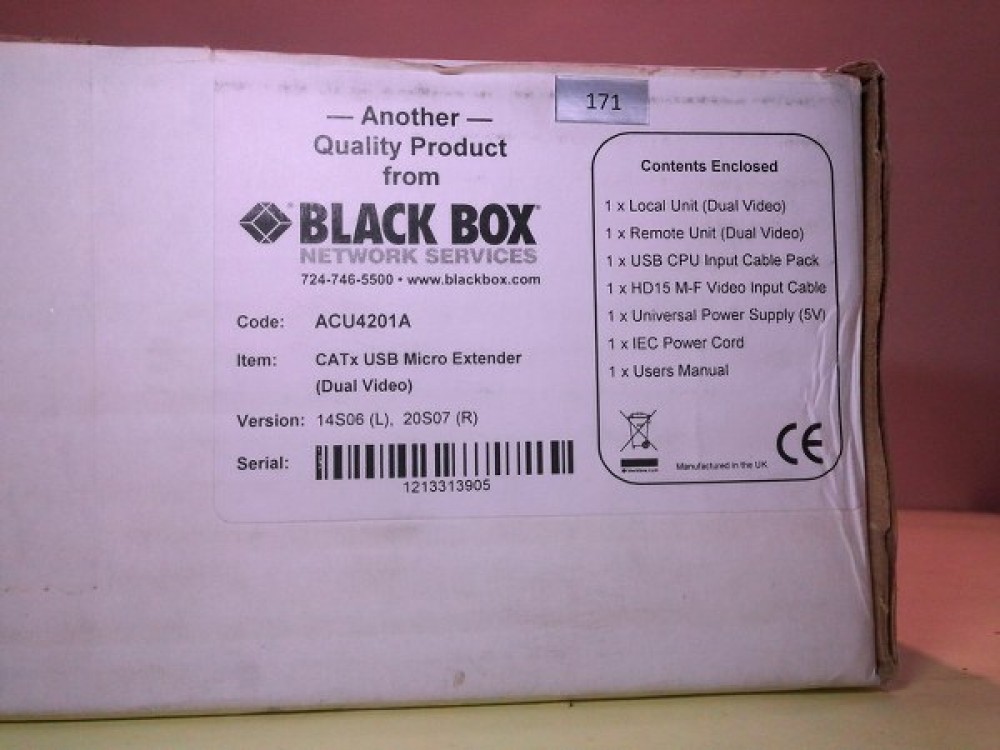 171
— Another —
Quality Product
from
BLACK BOX®
NETWORK SERVICES
724-746-5500 • www.blackbox.com
Code: ACU4201A
Item: CATx USB Micro Extender
(Dual Video)
Version: 14S06 (L), 20S07 (R)
Serial:
1213313905
Contents Enclosed
1 x Local Unit (Dual Video)
1 x Remote Unit (Dual Video)
1 x USB CPU Input Cable Pack
1 x HD15 M-F Video Input Cable
1 x Universal Power Supply (5V)
1 x IEC Power Cord
1 x Users Manual
Manufactured in the UK
CE